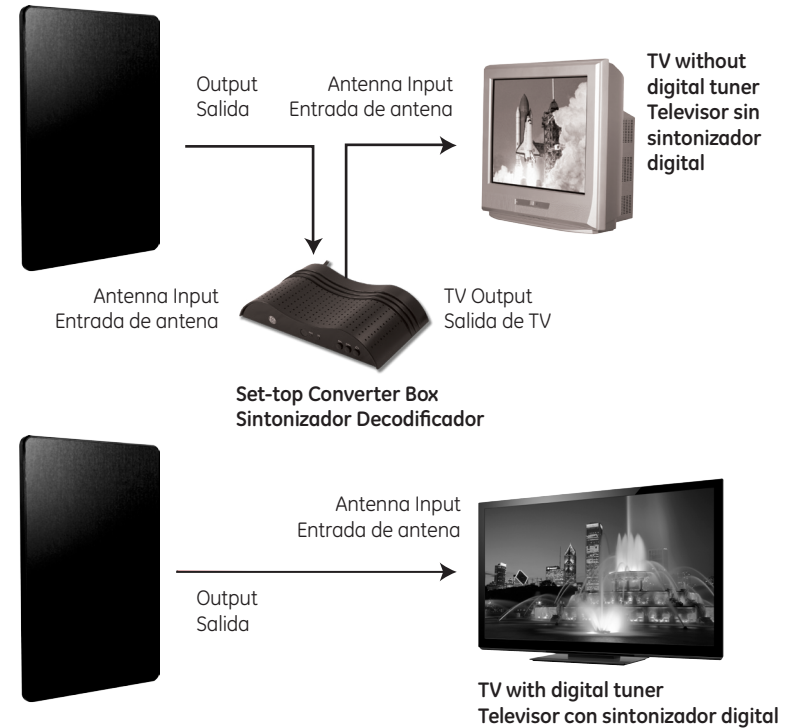 Output
Salida
Antenna Input
Entrada de antena
TV without
digital tuner
Televisor sin
sintonizador
digital
Antenna Input
Entrada de antena
TV Output
Salida de TV
Set-top Converter Box
Sintonizador Decodificador
Antenna Input
Entrada de antena
Output
Salida
TV with digital tuner
Televisor con sintonizador digital